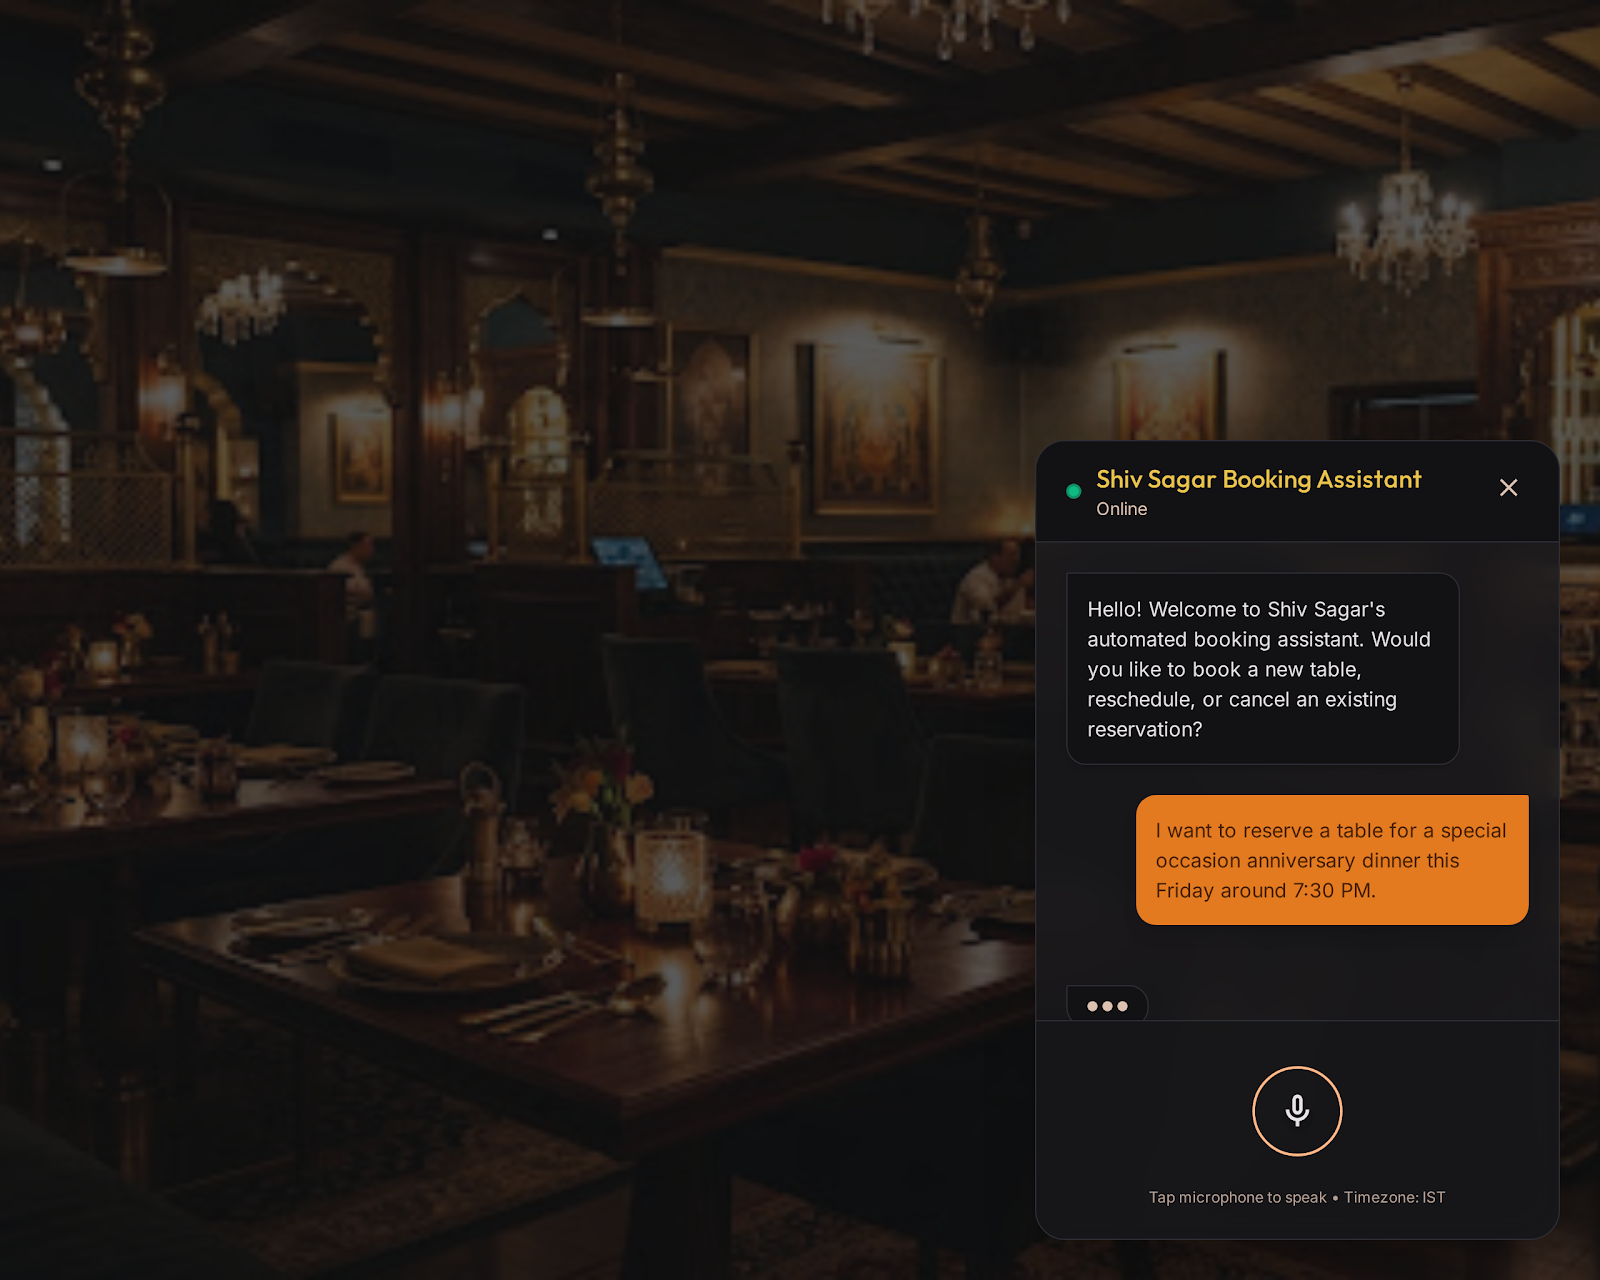 Shiv Sagar Booking Assistant
Online
Hello! Welcome to Shiv Sagar's
automated booking assistant. Would
you like to book a new table,
reschedule, or cancel an existing
reservation?
I want to reserve a table for a special
occasion anniversary dinner this
Friday around 7:30 PM.
Tap microphone to speak • Timezone: IST